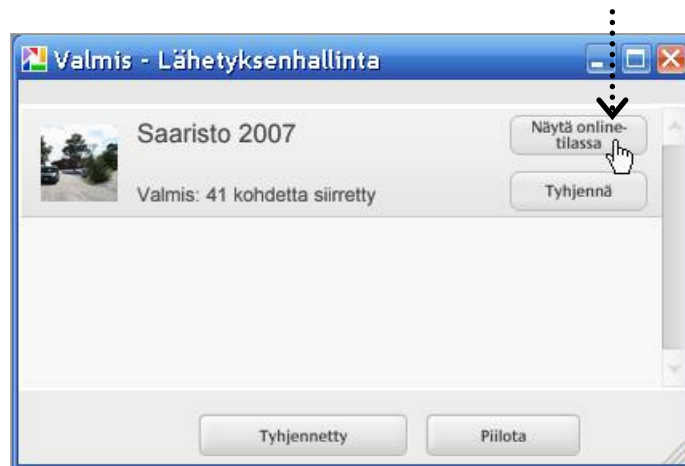 Valmis - Lähetyksenhallinta
Saaristo 2007
Näytä online-
tilassa
Valmis: 41 kohdetta siirretty
Tyhjennä
Tyhjennetty
Piilota